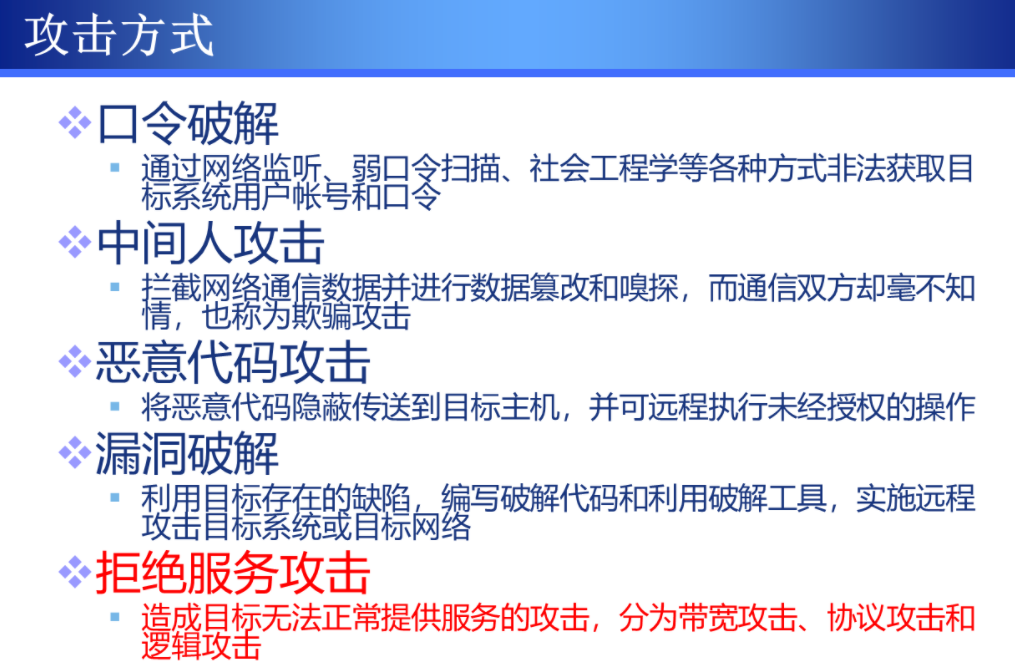 攻击方式
口令破解
通过网络监听、弱口令扫描、社会工程学等各种方式非法获取目
标系统用户帐号和口令
中间人攻击
拦截网络通信数据并进行数据篡改和嗅探，而通信双方却毫不知
情，也称为欺骗攻击
恶意代码攻击
将恶意代码隐蔽传送到目标主机，并可远程执行未经授权的操作
漏洞破解
利用目标存在的缺陷，编写破解代码和利用破解工具，实施远程
攻击目标系统或目标网络
拒绝服务攻击
造成目标无法正常提供服务的攻击，分为带宽攻击、协议攻击和
逻辑攻击